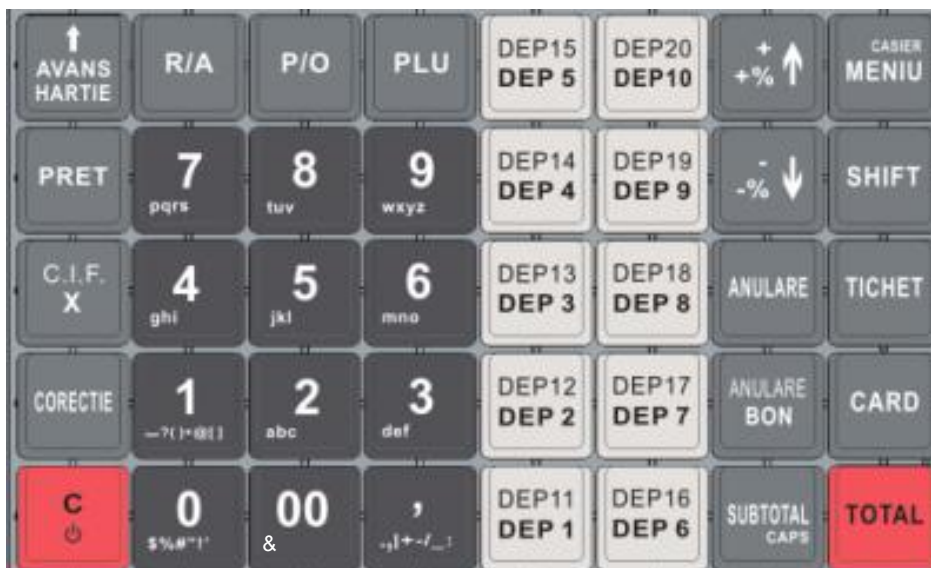 AVANS
HARTIE
R/A
P/O
PLU
DEP15
DEP 5
DEP20
DEP10
+
+%
CASIER
MENIU
PRET
7
pqrs
8
tuv
9
wxyz
DEP14
DEP 4
DEP19
DEP 9
-
-%
SHIFT
C.I.F.
X
4
ghi
5
jkl
6
mno
DEP13
DEP 3
DEP18
DEP 8
ANULARE
TICHET
CORECTIE
1
2
abc
3
def
DEP12
DEP 2
DEP17
DEP 7
ANULARE
BON
CARD
C
0
00
&
,
DEP11
DEP 1
DEP16
DEP 6
SUBTOTAL
CAPS
TOTAL